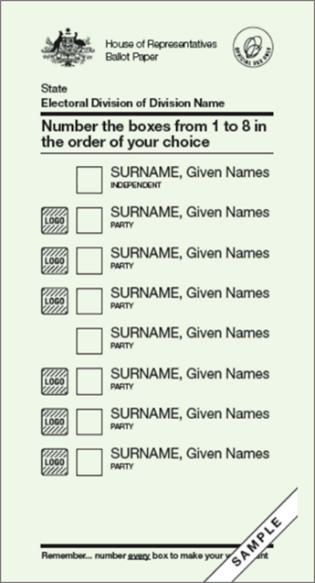 House of Representatives
Ballot Paper
OFFICIAL USE ONLY
State
Electoral Division of Division Name
Number the boxes from 1 to 8 in
the order of your choice
SURNAME, Given Names
INDEPENDENT
LOGO
SURNAME, Given Names
PARTY
LOGO
SURNAME, Given Names
PARTY
LOGO
SURNAME, Given Names
PARTY
SURNAME, Given Names
PARTY
LOGO
SURNAME, Given Names
PARTY
LOGO
SURNAME, Given Names
PARTY
LOGO
SURNAME, Given Names
PARTY
Remember... number every box to make your
SAMPLE